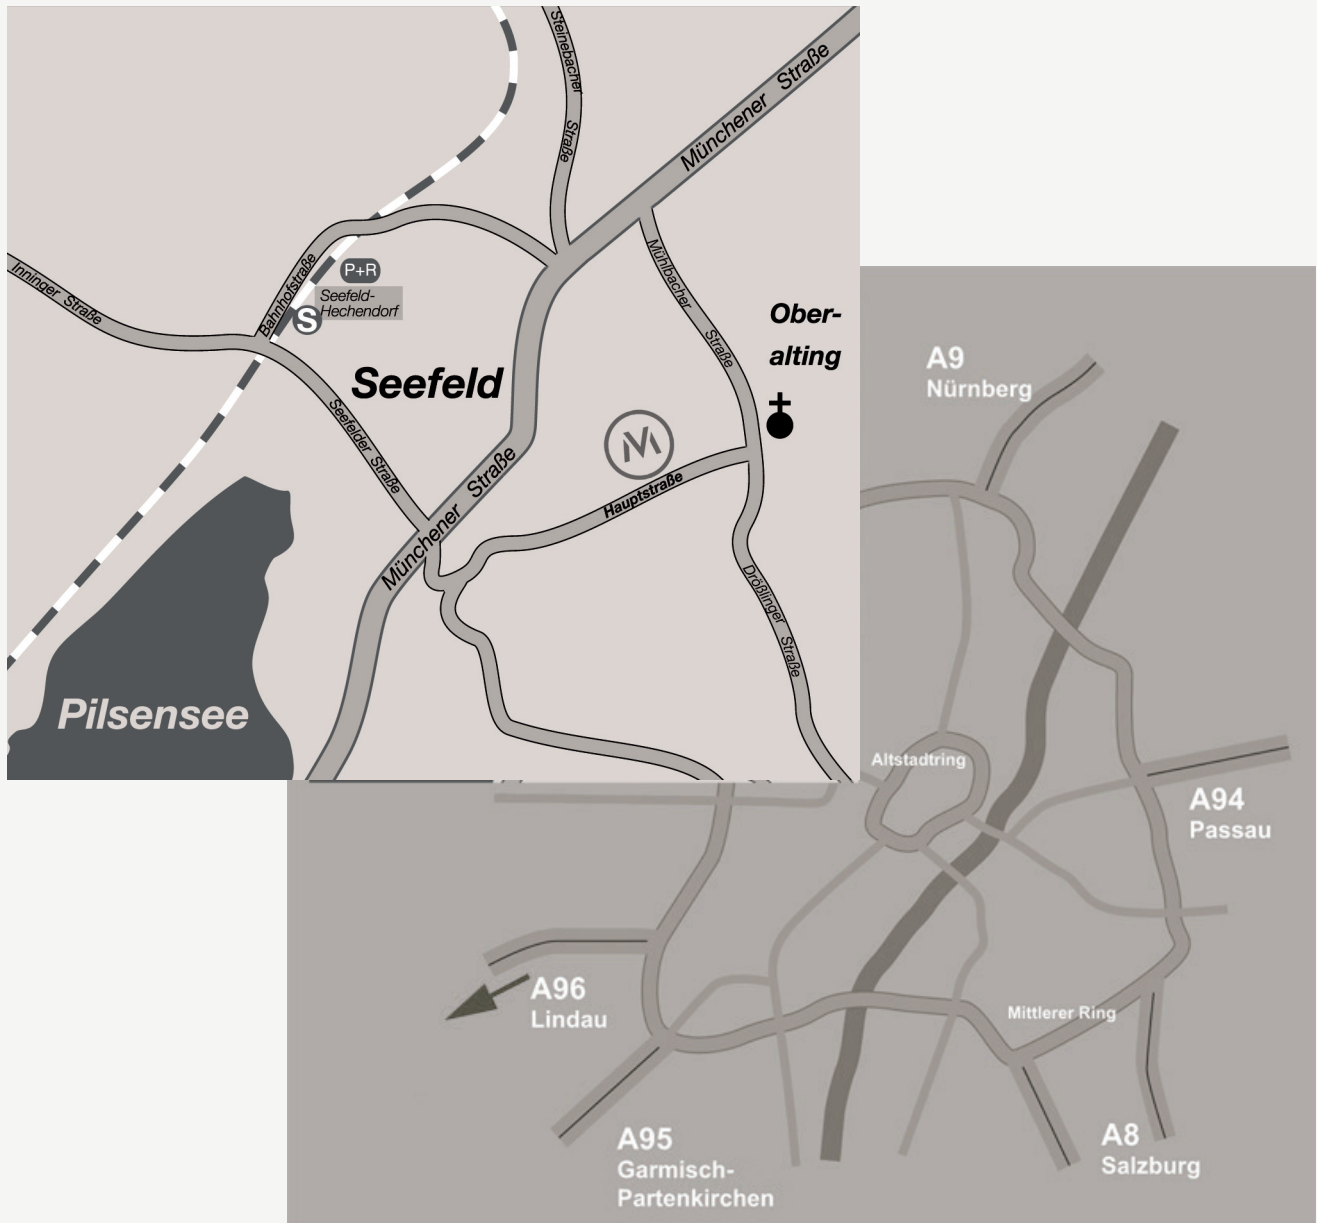 Steinebacher
Straße
Münchener Straße
Inninger Straße
Bahnhofstraße
P+R
Seefeld-
Hechendorf
S
Mühlbacher
Straße
Ober-
alting
Seefeld
Seefelder Straße
Münchener Straße
Hauptstraße
Drößlinger
Straße
Pilsensee
A9
Nürnberg
Altstadtring
A94
Passau
A96
Lindau
Mittlerer Ring
A95
Garmisch-
Partenkirchen
A8
Salzburg